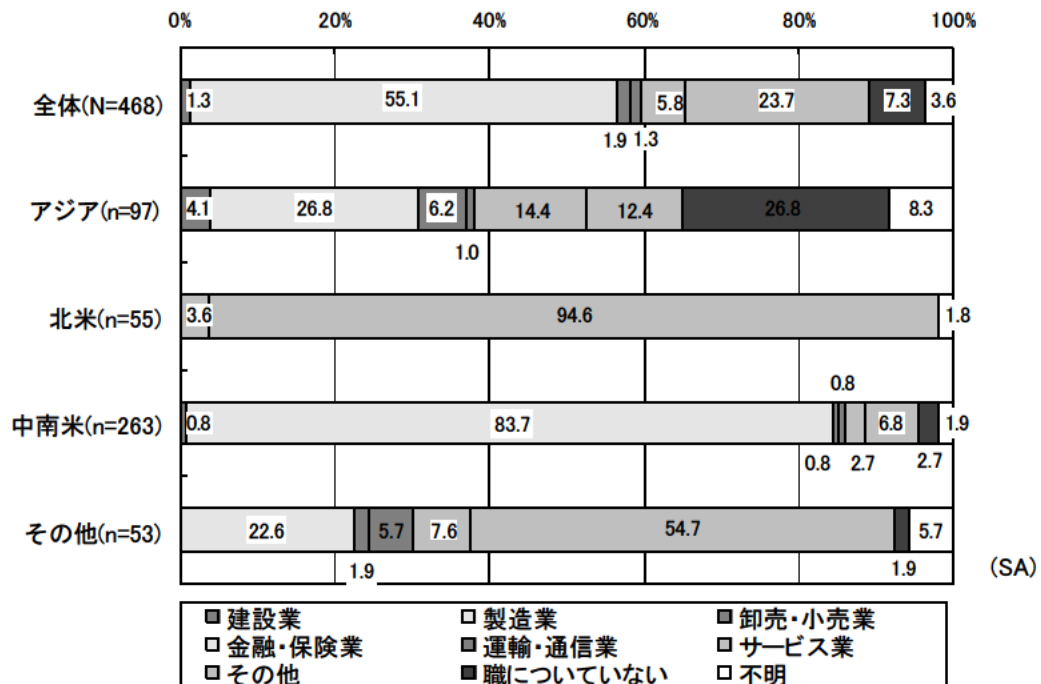 0% 20% 40% 60% 80% 100%
全体(N=468) 1.3 55.1 5.8 23.7 7.3 3.6
1.9 1.3
アジア(n=97) 4.1 26.8 6.2 14.4 12.4 26.8 8.3
1.0
北米(n=55) 3.6 94.6 1.8
0.8
中南米(n=263) 0.8 83.7 6.8 1.9
0.8 2.7 2.7
その他(n=53) 22.6 5.7 7.6 54.7 5.7
1.9 1.9 (SA)
建設業 製造業 卸売・小売業
金融・保険業 運輸・通信業 サービス業
その他 職についていない 不明